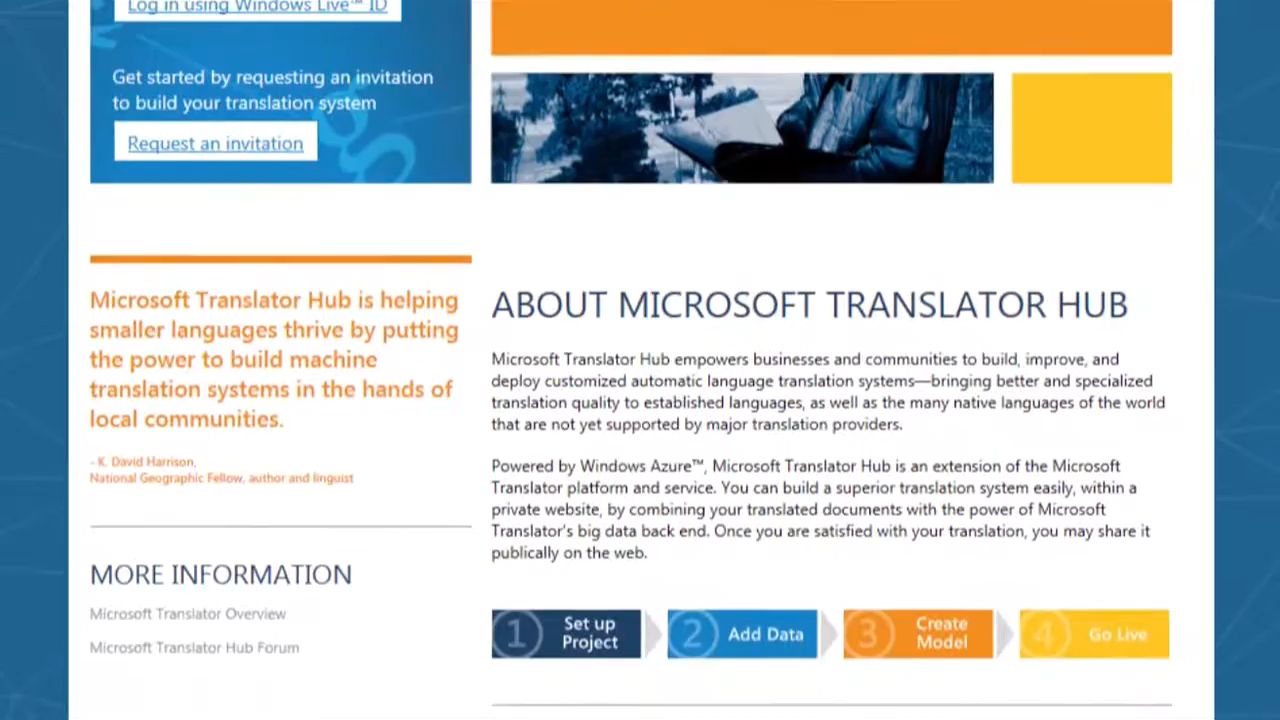 Log in using Windows Live™ ID
Get started by requesting an invitation
to build your translation system
Request an invitation
Microsoft Translator Hub is helping
smaller languages thrive by putting
the power to build machine
translation systems in the hands of
local communities.
- K. David Harrison,
National Geographic Fellow, author and linguist
MORE INFORMATION
Microsoft Translator Overview
Microsoft Translator Hub Forum
ABOUT MICROSOFT TRANSLATOR HUB
Microsoft Translator Hub empowers businesses and communities to build, improve, and
deploy customized automatic language translation systems—bringing better and specialized
translation quality to established languages, as well as the many native languages of the world
that are not yet supported by major translation providers.
Powered by Windows Azure™, Microsoft Translator Hub is an extension of the Microsoft
Translator platform and service. You can build a superior translation system easily, within a
private website, by combining your translated documents with the power of Microsoft
Translator's big data back end. Once you are satisfied with your translation, you may share it
publically on the web.
1 Set up
Project
2 Add Data
3 Create
Model
4 Go Live